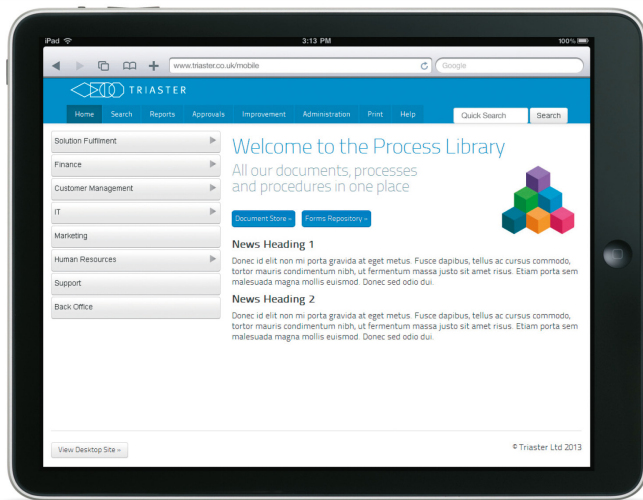 iPad 3:13 PM 100%
www.triaster.co.uk/mobile Google
TRIASTER
Home Search Reports Approvals Improvement Administration Print Help Quick Search Search
Solution Fulfilment
Finance
Customer Management
IT
Marketing
Human Resources
Support
Back Office
Welcome to the Process Library
All our documents, processes
and procedures in one place
Document Store » Forms Repository »
News Heading 1
Donec id elit non mi porta gravida at eget metus. Fusce dapibus, tellus ac cursus commodo,
tortor mauris condimentum nibh, ut fermentum massa justo sit amet risus. Etiam porta sem
malesuada magna mollis euismod. Donec sed odio dui.
News Heading 2
Donec id elit non mi porta gravida at eget metus. Fusce dapibus, tellus ac cursus commodo,
tortor mauris condimentum nibh, ut fermentum massa justo sit amet risus. Etiam porta sem
malesuada magna mollis euismod. Donec sed odio dui.
View Desktop Site » © Triaster Ltd 2013